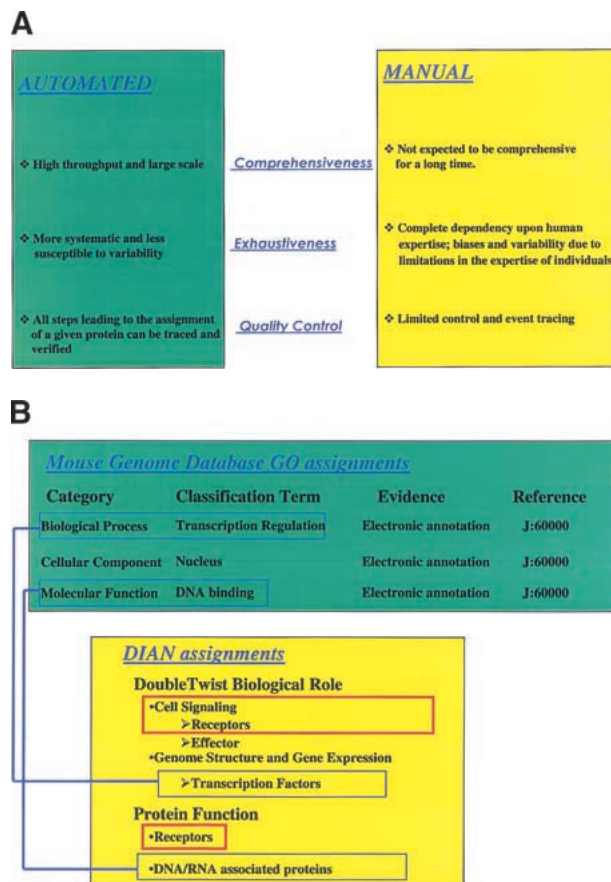 A
AUTOMATED
❖ High throughput and large scale
❖ More systematic and less
susceptible to variability
❖ All steps leading to the assignment
of a given protein can be traced and
verified
Comprehensiveness
Exhaustiveness
Quality Control
MANUAL
❖ Not expected to be comprehensive
for a long time.
❖ Complete dependency upon human
expertise; biases and variability due to
limitations in the expertise of individuals
❖ Limited control and event tracing
B
Mouse Genome Database GO assignments
Category Classification Term Evidence Reference
Biological Process Transcription Regulation Electronic annotation J:60000
Cellular Component Nucleus Electronic annotation J:60000
Molecular Function DNA binding Electronic annotation J:60000
DIAN assignments
DoubleTwist Biological Role
•Cell Signaling
➢Receptors
➢Effector
•Genome Structure and Gene Expression
➢Transcription Factors
Protein Function
•Receptors
•DNA/RNA associated proteins